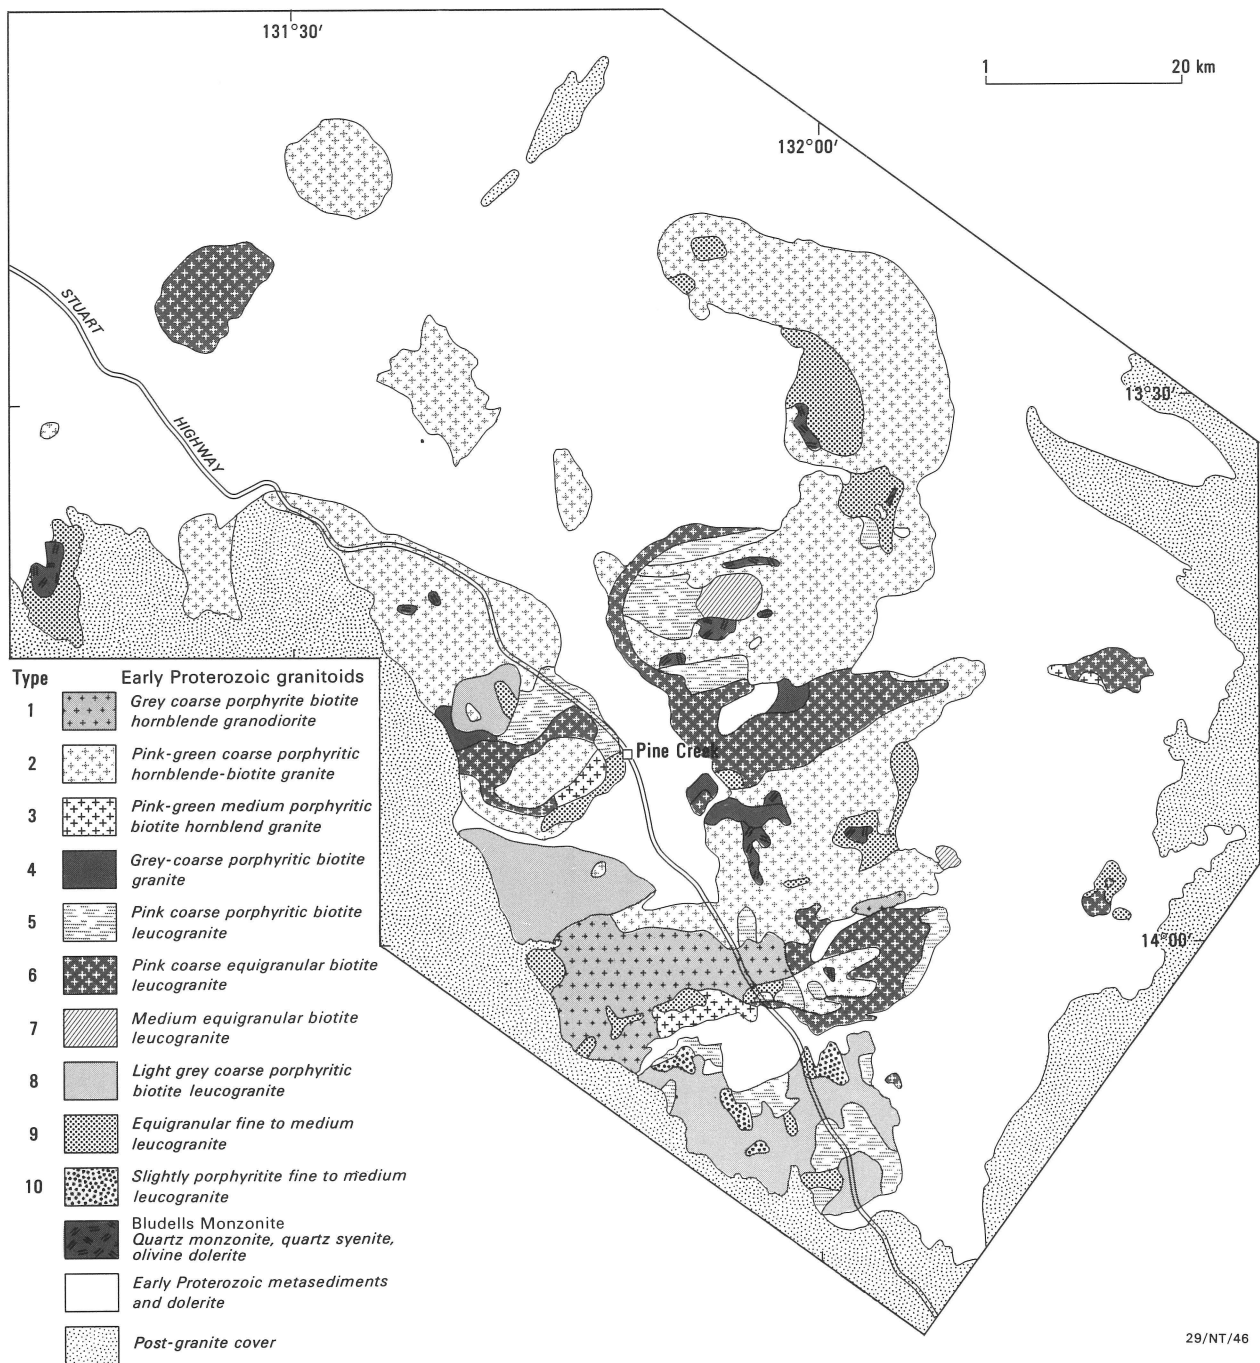 131°30′
1 20 km
132°00′
STUART
HIGHWAY
13°30′
Pine Creek
14°00′
Type Early Proterozoic granitoids
1 Grey coarse porphyrite biotite
hornblende granodiorite
2 Pink-green coarse porphyritic
hornblende-biotite granite
3 Pink-green medium porphyritic
biotite hornblend granite
4 Grey-coarse porphyritic biotite
granite
5 Pink coarse porphyritic biotite
leucogranite
6 Pink coarse equigranular biotite
leucogranite
7 Medium equigranular biotite
leucogranite
8 Light grey coarse porphyritic
biotite leucogranite
9 Equigranular fine to medium
leucogranite
10 Slightly porphyritite fine to medium
leucogranite
Bludells Monzonite
Quartz monzonite, quartz syenite,
olivine dolerite
Early Proterozoic metasediments
and dolerite
Post-granite cover
29/NT/46